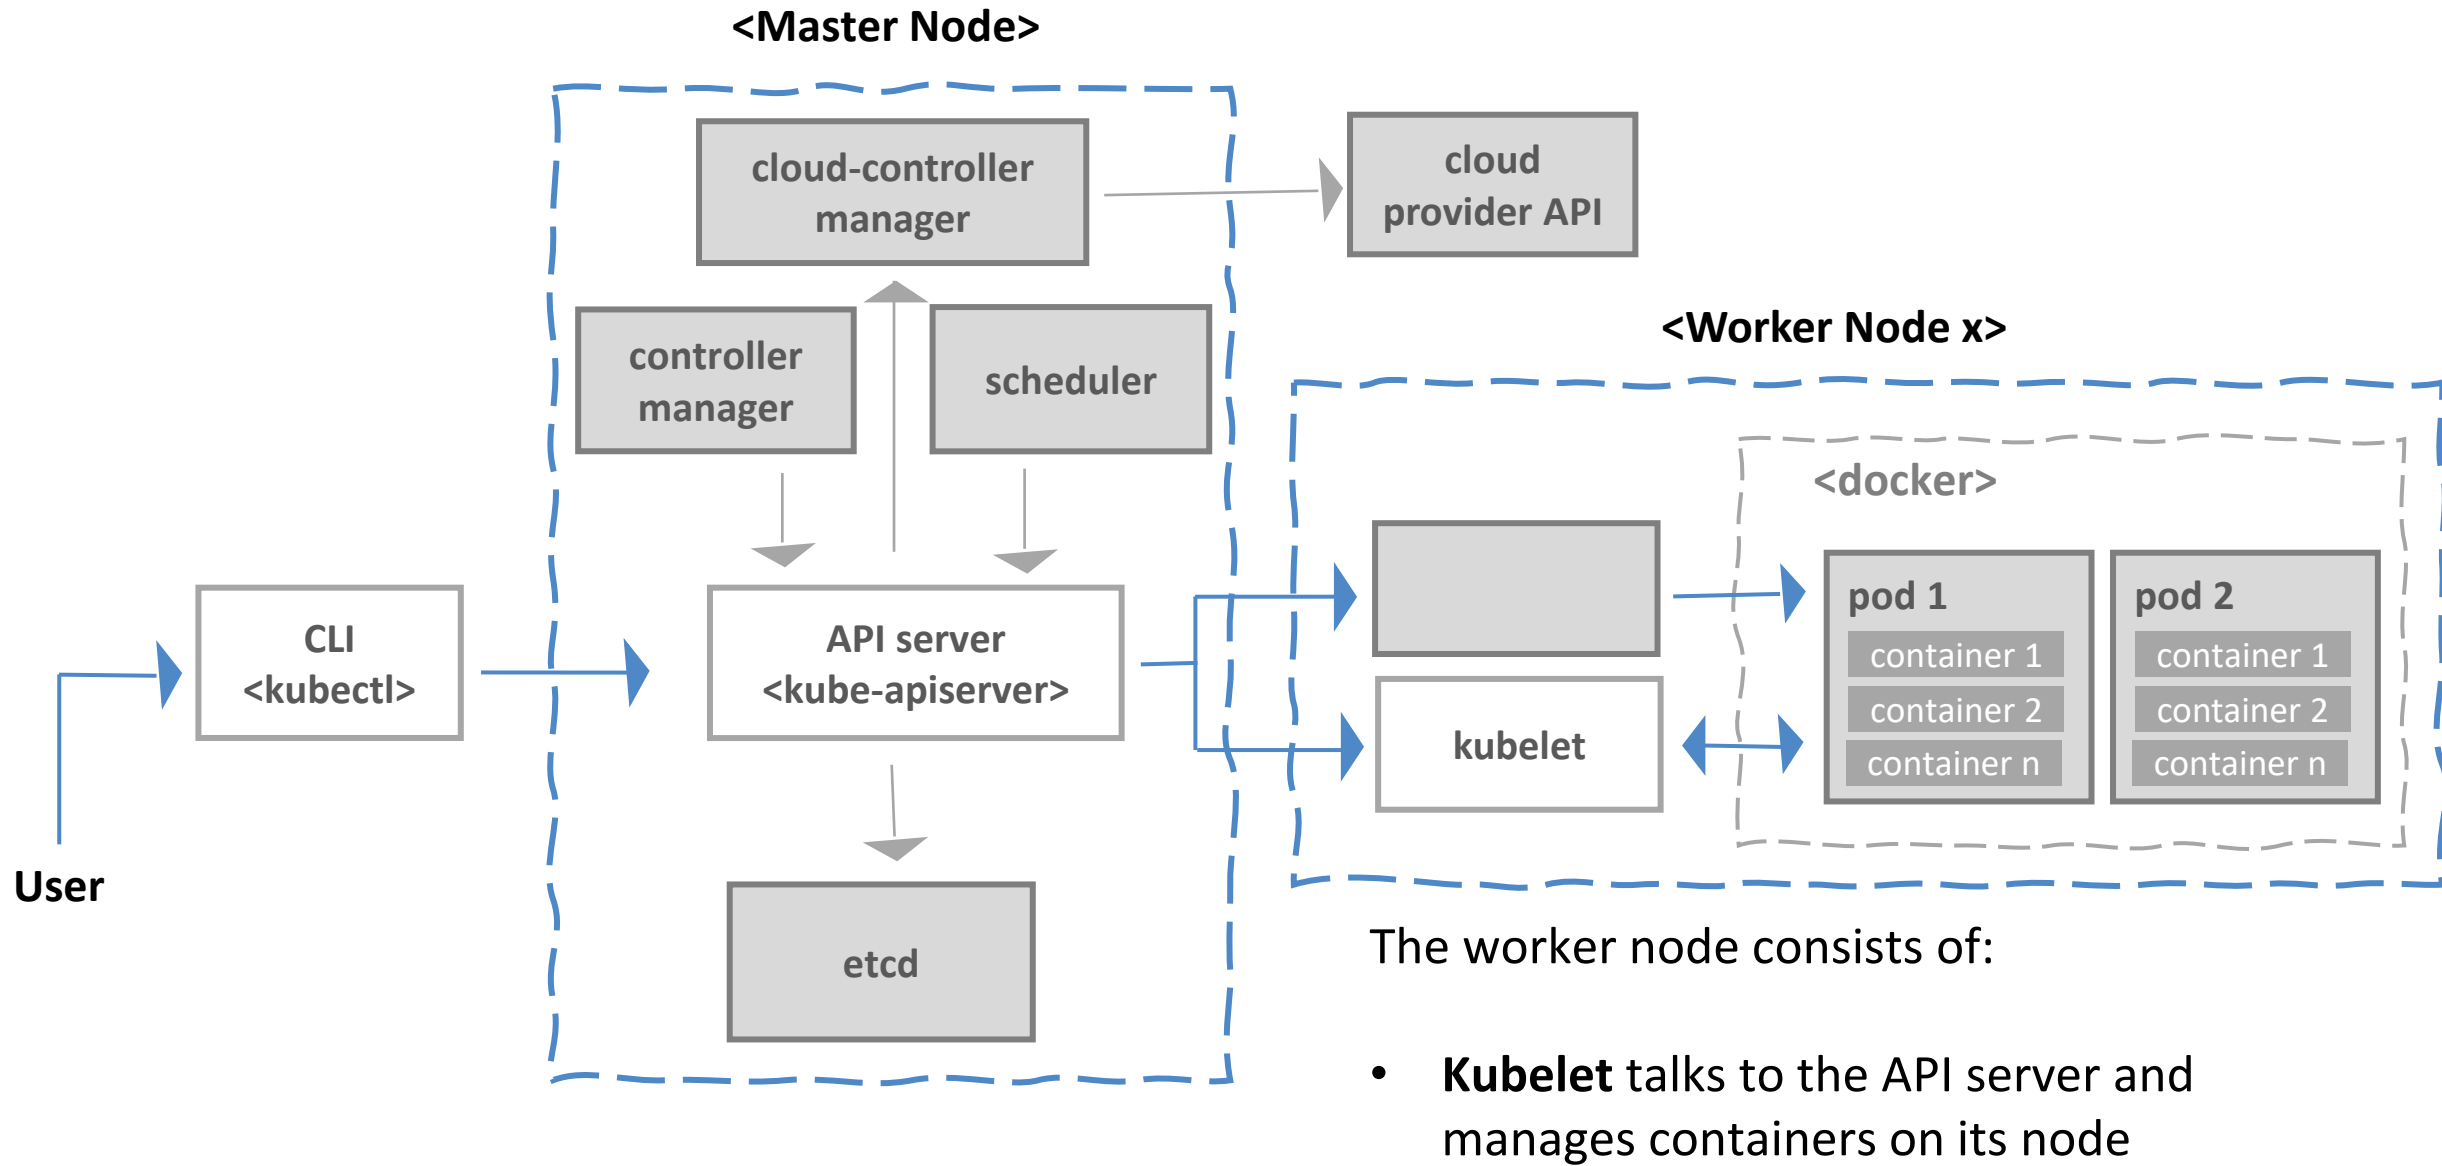 <Master Node>
cloud-controller
manager
cloud
provider API
controller
manager
scheduler
<Worker Node x>
<docker>
CLI
<kubectl>
API server
<kube-apiserver>
kubelet
pod 1
container 1
container 2
container n
pod 2
container 1
container 2
container n
User
etcd
The worker node consists of:
• Kubelet talks to the API server and
manages containers on its node